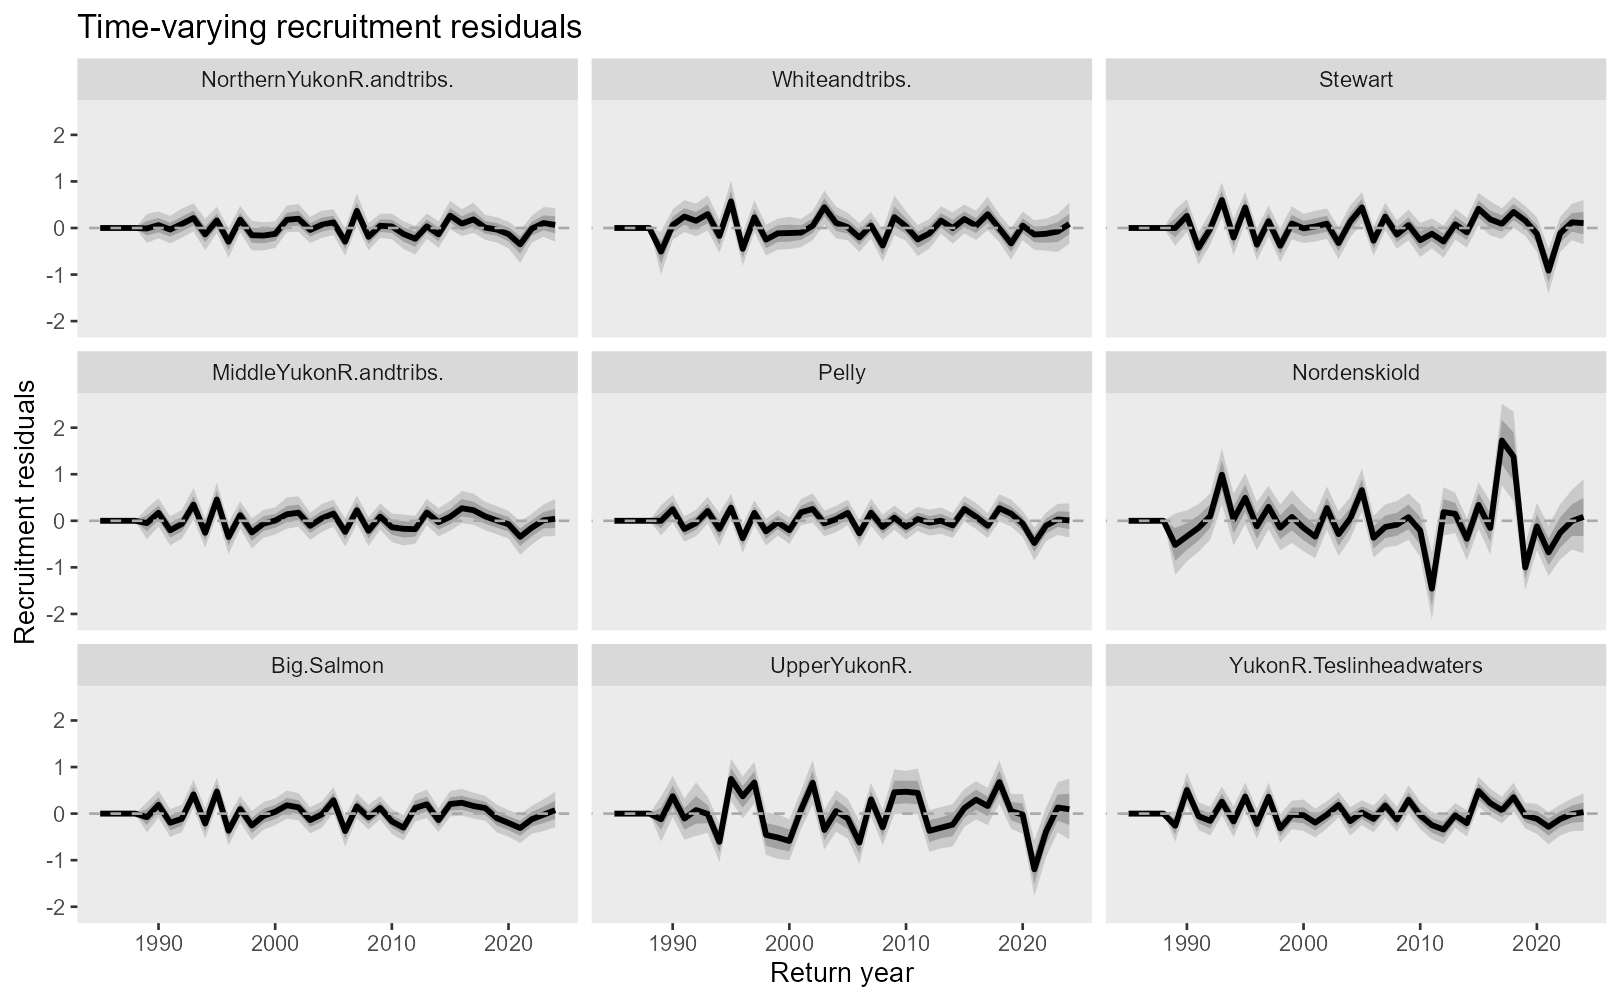 Time-varying recruitment residuals
NorthernYukonR.andtribs.
Whiteandtribs.
Stewart
2
1
0
-1
-2
MiddleYukonR.andtribs.
Pelly
Nordenskiold
2
1
0
-1
-2
Recruitment residuals
Big.Salmon
UpperYukonR.
YukonR.Teslinheadwaters
2
1
0
-1
-2
1990 2000 2010 2020
1990 2000 2010 2020
1990 2000 2010 2020
Return year